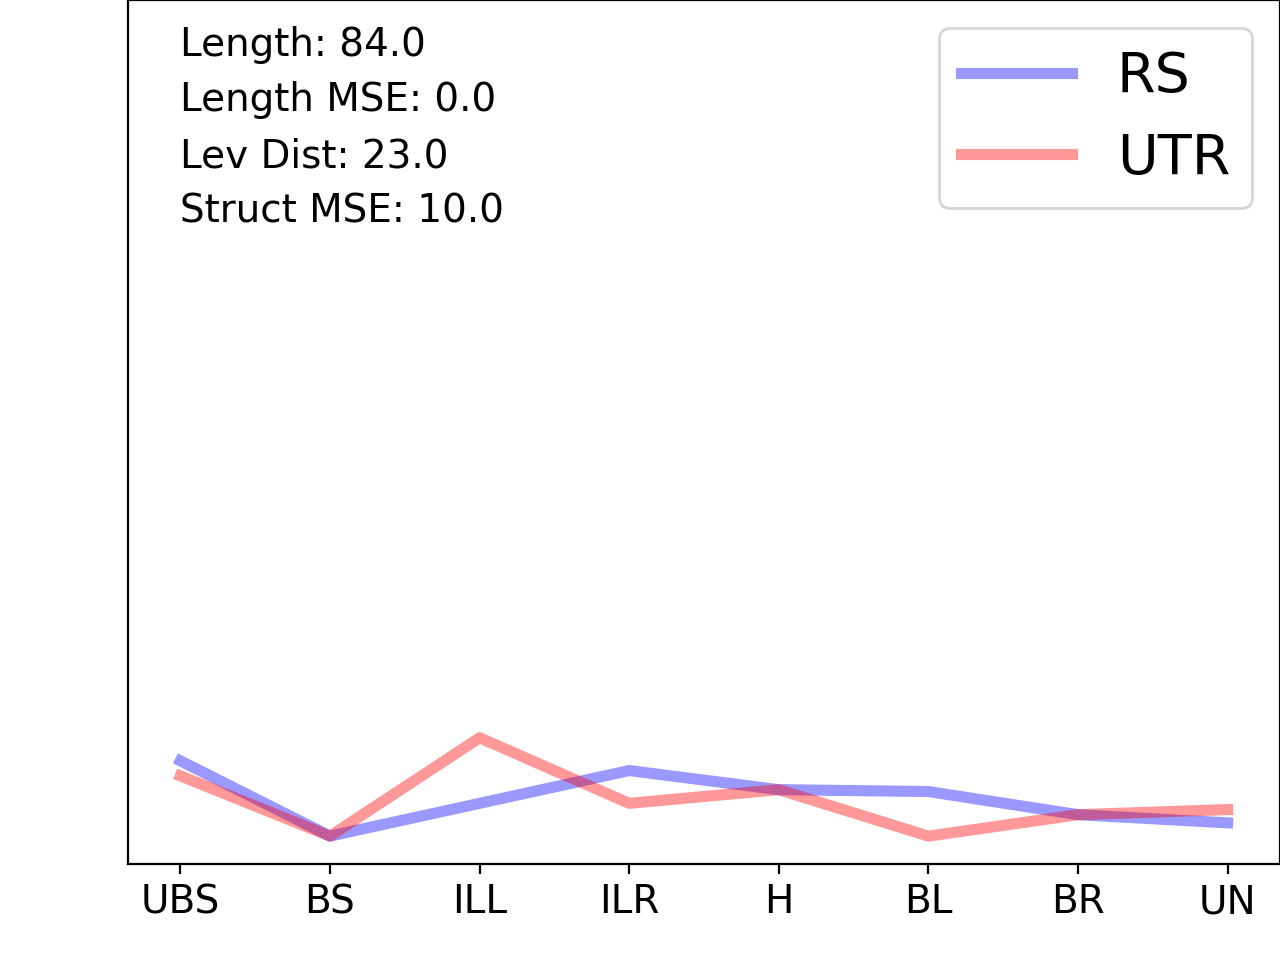 Length: 84.0
Length MSE: 0.0
Lev Dist: 23.0
Struct MSE: 10.0
RS
UTR
UBS BS ILL ILR H BL BR UN